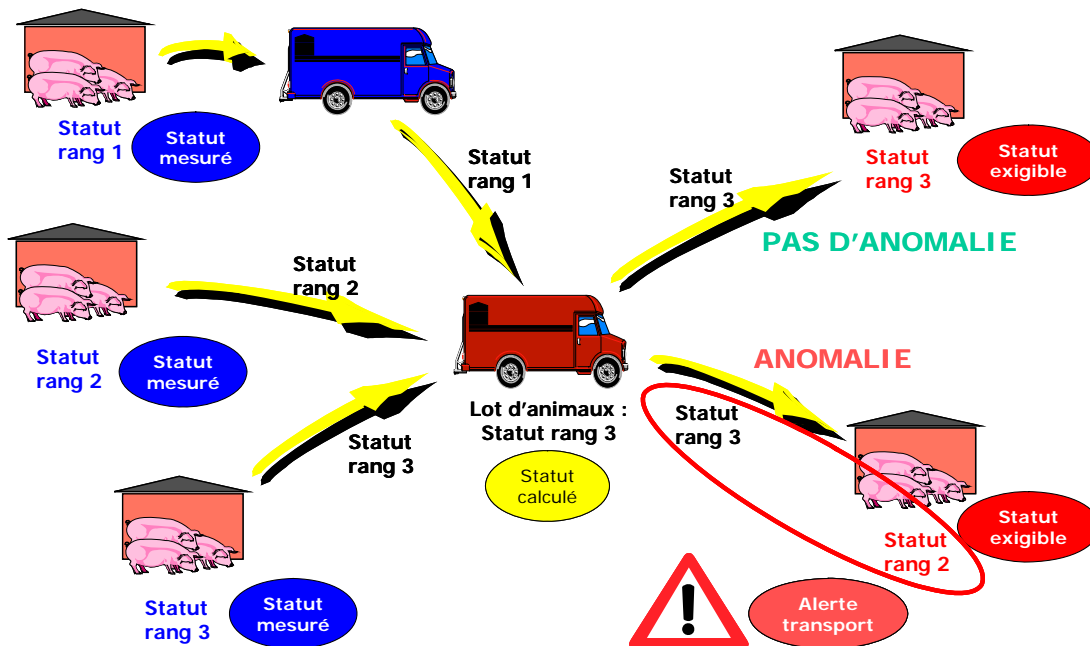 Statut
rang 1
Statut
mesuré
Statut
rang 1
Statut
rang 3
Statut
rang 3
Statut
exigible
PAS D'ANOMALIE
Statut
rang 2
Statut
rang 2
Statut
mesuré
ANOMALIE
Lot d'animaux :
Statut rang 3
Statut
calculé
Statut
rang 3
Statut
rang 3
Statut
exigible
Statut
rang 2
Statut
rang 3
Statut
mesuré
!
Alerte
transport